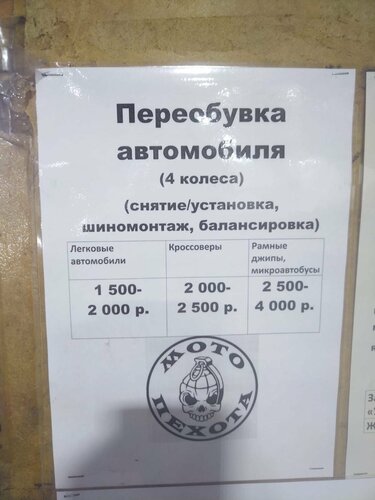 Переобувка
автомобиля
(4 колеса)
(снятие/установка,
шиномонтаж, балансировка)
Легковые автомобили
Кроссоверы
Рамные джипы, микроавтобусы
1 500-
2 000 р.
2 000-
2 500 р.
2 500-
4 000 р.
МОТО
ПЕХОТА